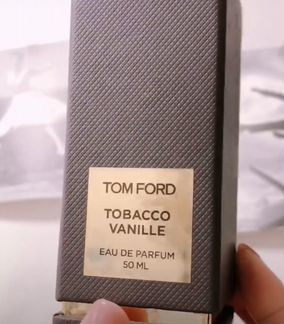 TOM FORD
TOBACCO
VANILLE
EAU DE PARFUM
50 ML